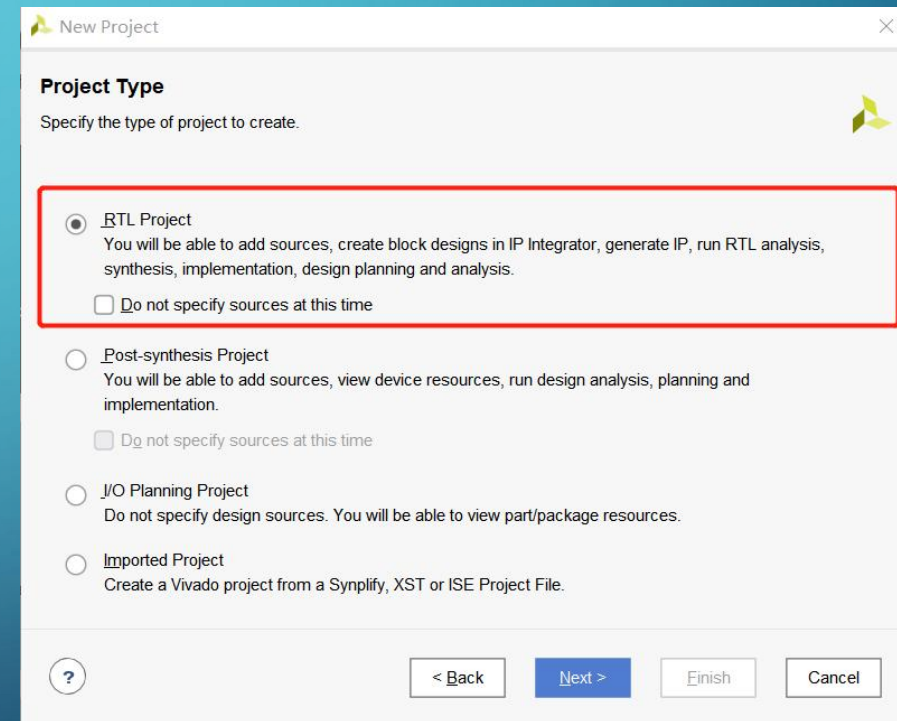 New Project
Project Type
Specify the type of project to create.
RTL Project
You will be able to add sources, create block designs in IP Integrator, generate IP, run RTL analysis,
synthesis, implementation, design planning and analysis.
Do not specify sources at this time
Post-synthesis Project
You will be able to add sources, view device resources, run design analysis, planning and
implementation.
Do not specify sources at this time
I/O Planning Project
Do not specify design sources. You will be able to view part/package resources.
Imported Project
Create a Vivado project from a Synplify, XST or ISE Project File.
? < Back Next > Finish Cancel